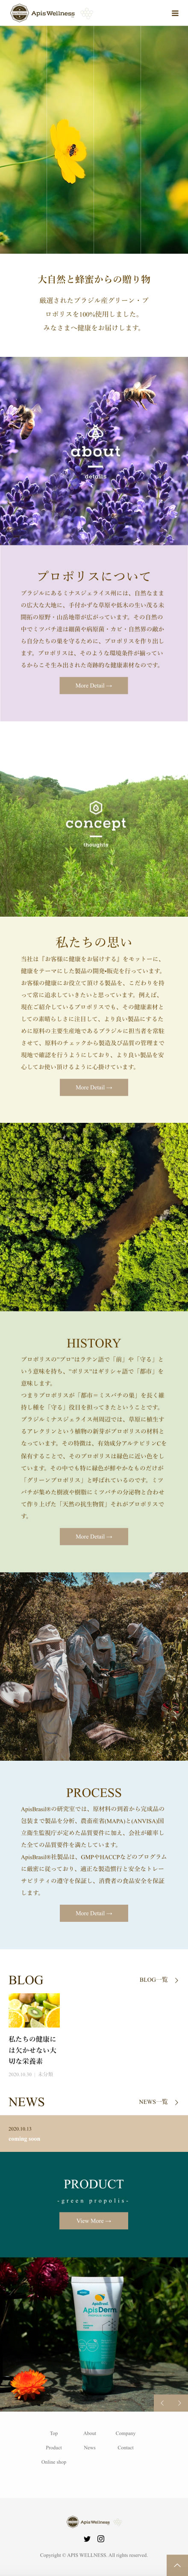 Apis Wellness
大自然と蜂蜜からの贈り物
厳選されたブラジル産グリーン・プ
ロポリスを100%使用しました。
みなさまへ健康をお届けします。
about
details
プロポリスについて
ブラジルにあるミナスジェライス州には、自然なまま
の広大な大地に、手付かずな草原や低木の生い茂る未
開拓の原野・山岳地帯が広がっています。その自然の
中でミツバチ達は細菌や病原菌・カビ・自然界の敵か
ら自分たちの巣を守るために、プロポリスを作り出し
ます。プロポリスは、そのような環境条件が揃ってい
るからこそ生み出された奇跡的な健康素材なのです。
More Detail →
concept
thoughts
私たちの思い
当社は『お客様に健康をお届けする』をモットーに、
健康をテーマにした製品の開発•販売を行っています。
お客様の健康にお役立て頂ける製品を、こだわりを持
って常に追求していきたいと思っています。例えば、
現在ご紹介しているプロポリスでも、その健康素材と
しての素晴らしさに注目して、より良い製品にするた
めに原料の主要生産地であるブラジルに担当者を常駐
させて、原料のチェックから製造及び品質の管理まで
現地で確認を行うようにしており、より良い製品を安
心してお使い頂けるように心掛けています。
More Detail →
HISTORY
プロポリスの"プロ"はラテン語で「前」や「守る」と
いう意味を持ち、"ポリス"はギリシャ語で「都市」を
意味します。
つまりプロポリスが「都市＝ミスバチの巣」を長く維
持し種を「守る」役目を担ってきたということです。
ブラジルミナスジェライス州周辺では、草原に植生す
るアレクリンという植物の新芽がプロポリスの材料と
なっています。その特徴は、有効成分アルテピリンCを
保有することで、そのプロポリスは緑色に近い色をし
ています。その中でも特に緑色が鮮やかなものだけが
「グリーンプロポリス」と呼ばれているのです。ミツ
バチが集めた樹液や樹脂にミツバチの分泌物と合わせ
て作り上げた「天然の抗生物質」それがプロポリスで
す。
More Detail →
PROCESS
ApisBrasil®の研究室では、原材料の到着から完成品の
包装まで製品を分析、農畜産省(MAPA)と(ANVISA)国
立衛生監視庁が定めた品質要件に加え、会社が確率し
た全ての品質要件を満たしています。
ApisBrasil®社製品は、GMPやHACCPなどのプログラム
に厳密に従っており、適正な製造慣行と安全なトレー
サビリティの遵守を保証し、消費者の食品安全を保証
します。
More Detail →
BLOG
BLOG一覧
私たちの健康に
は欠かせない大
切な栄養素
2020.10.30
未分類
NEWS
NEWS一覧
2020.10.13
coming soon
PRODUCT
-green propolis-
View More →
ApisDerm
Top
About
Company
Product
News
Contact
Online shop
Apis Wellness
Copyright © APIS WELLNESS. All rights reserved.